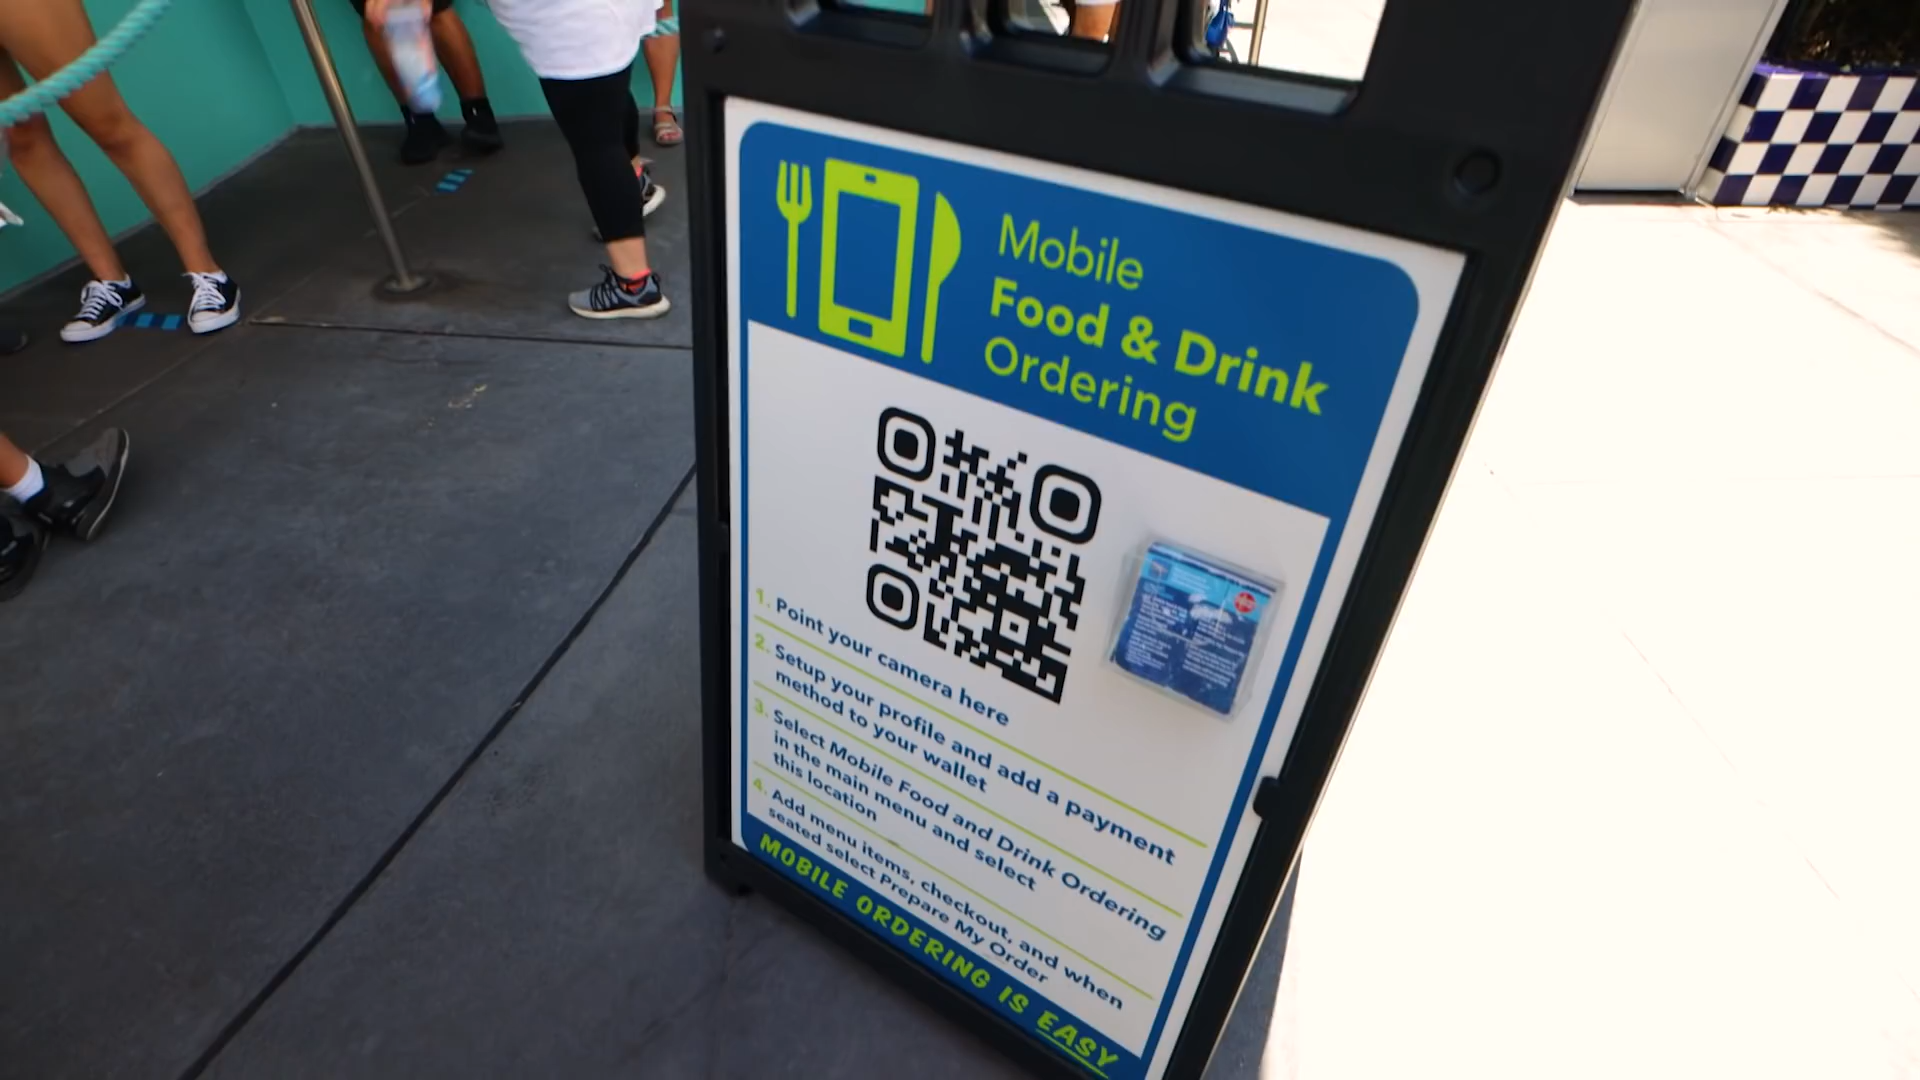 Mobile
Food & Drink
Ordering
1. Point your camera here
2. Setup your profile and add a payment
method to your wallet
3. Select Mobile Food and Drink Ordering
in the main menu and select
this location
4. Add menu items, checkout, and when
seated select Prepare My Order
MOBILE ORDERING IS EASY